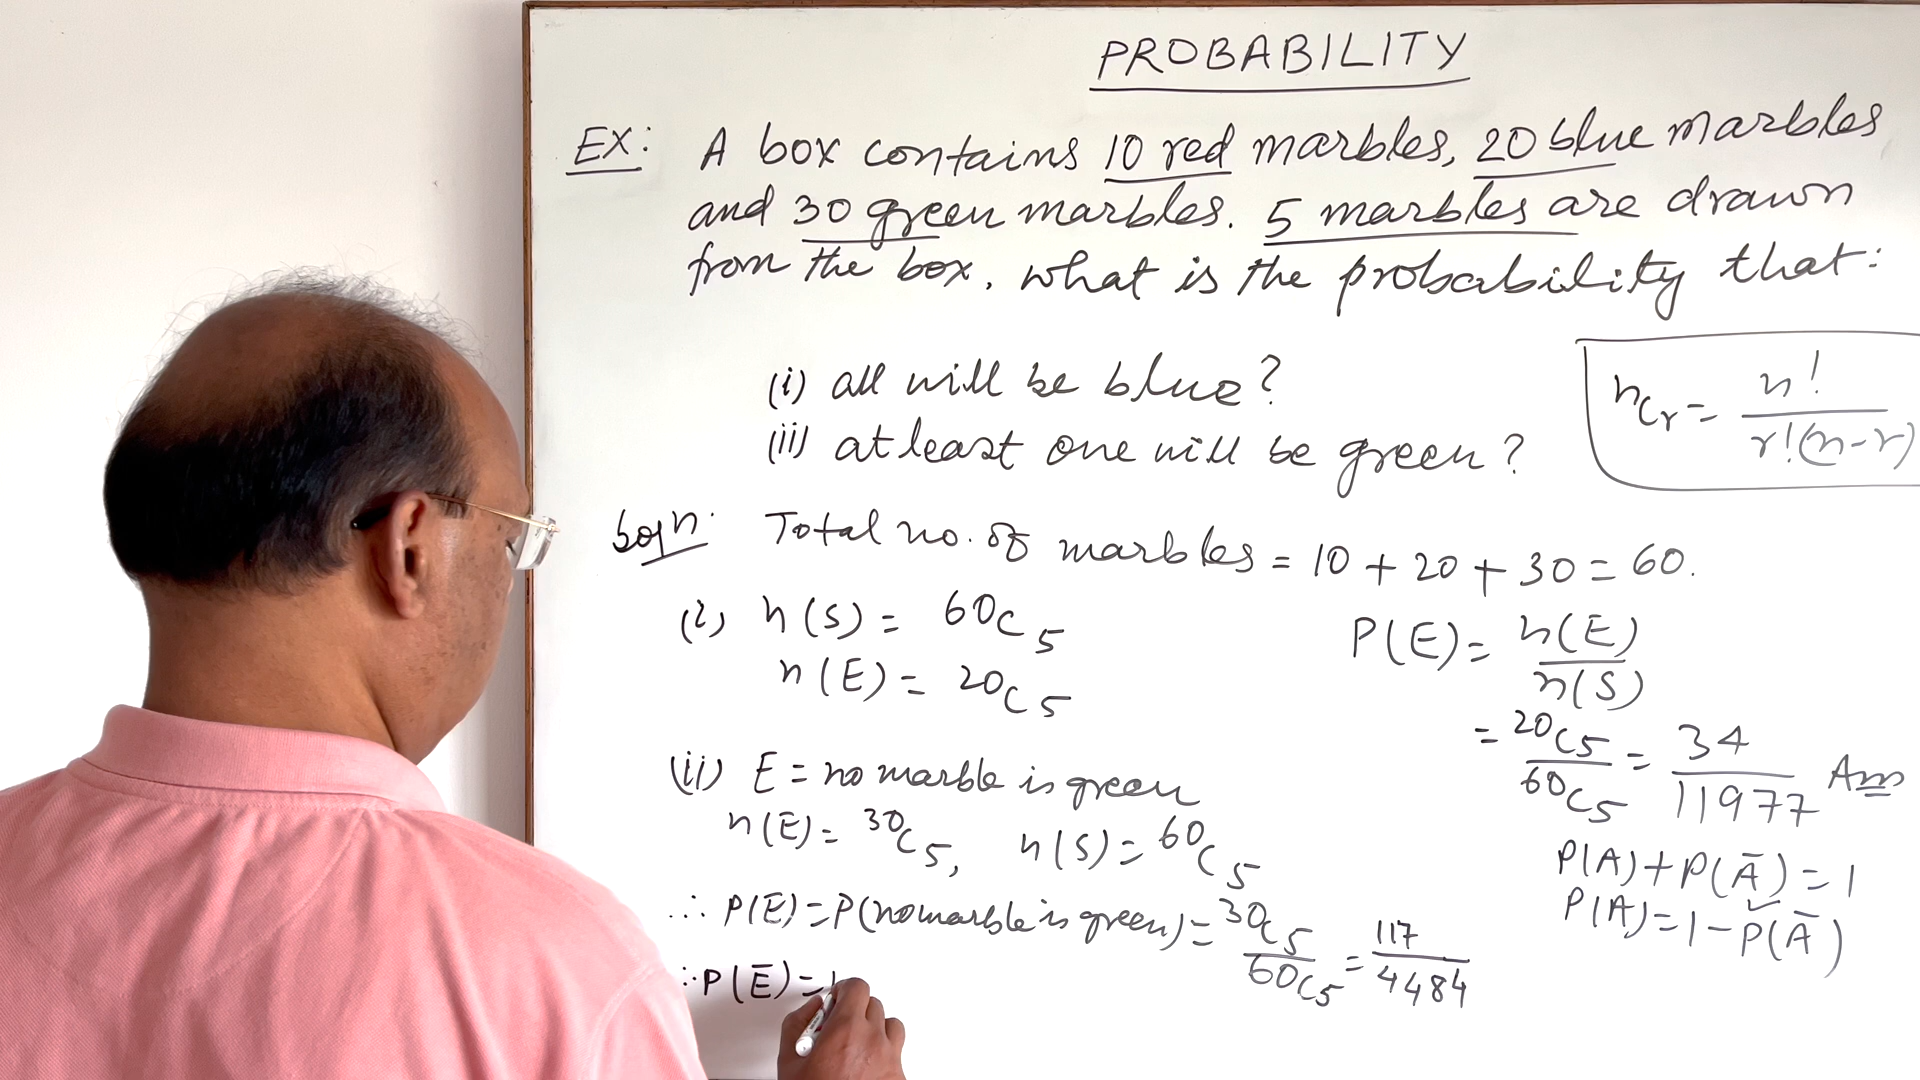 PROBABILITY
EX: A box contains 10 red marbles, 20 blue marbles
and 30 green marbles. 5 marbles are drawn
from the box, what is the probability that:
(i) all will be blue?
(ii) atleast one will be green?
nCr = n! / r!(n-r)
Solⁿ: Total no. of marbles = 10 + 20 + 30 = 60.
(i) n(S) = 60C5
n(E) = 20C5
P(E) = n(E) / n(S)
= 20C5 / 60C5 = 34 / 11977 Ans
(ii) E = no marble is green
n(E) = 30C5, n(S) = 60C5
P(A) + P(Ā) = 1
P(A) = 1 - P(Ā)
∴ P(E) = P(no marble is green) = 30C5 / 60C5 = 117 / 4484
∴ P(Ē) = 1